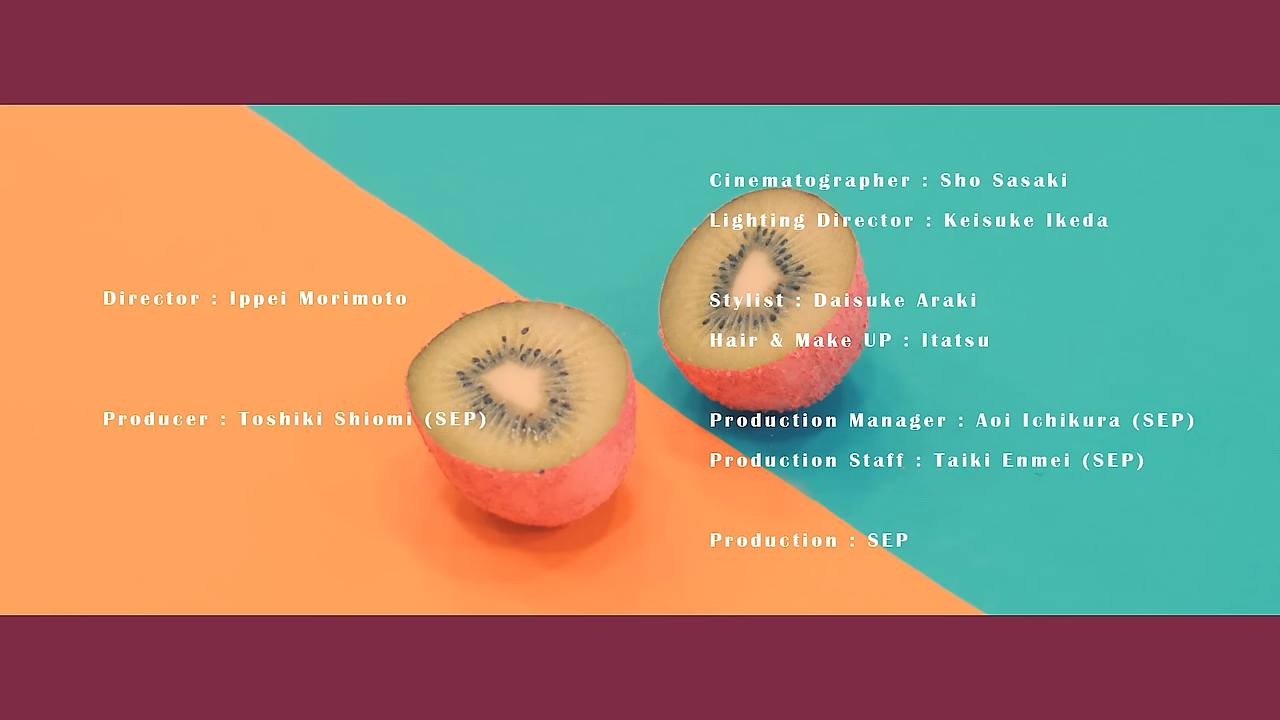 Director : Ippei Morimoto
Producer : Toshiki Shiomi (SEP)
Cinematographer : Sho Sasaki
Lighting Director : Keisuke Ikeda
Stylist : Daisuke Araki
Hair & Make UP : Itatsu
Production Manager : Aoi Ichikura (SEP)
Production Staff : Taiki Enmei (SEP)
Production : SEP